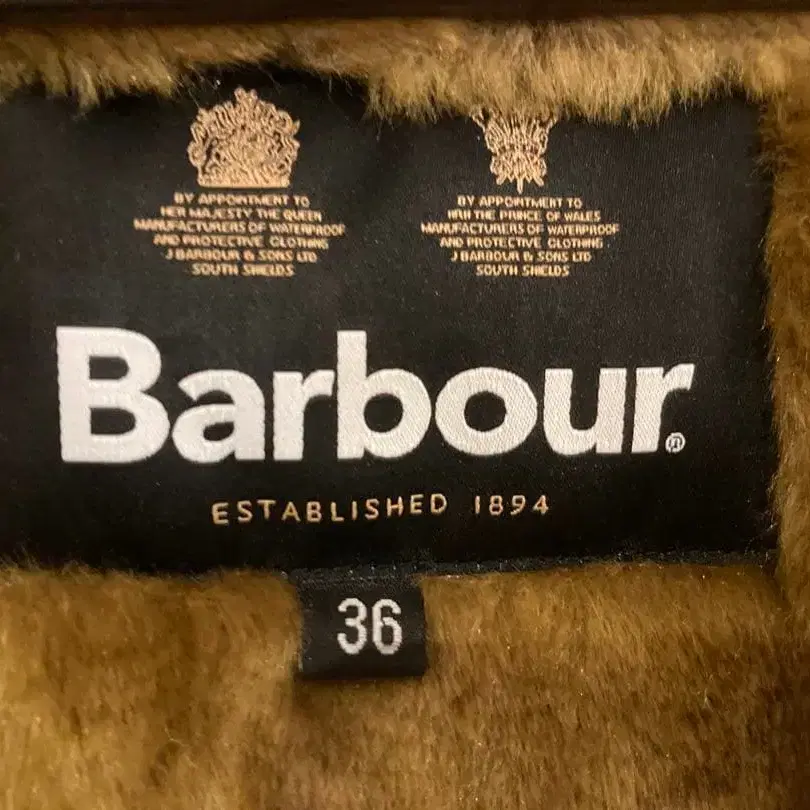 BY APPOINTMENT TO
HER MAJESTY THE QUEEN
MANUFACTURERS OF WATERPROOF
AND PROTECTIVE CLOTHING
J BARBOUR & SONS LTD
SOUTH SHIELDS
BY APPOINTMENT TO
HRH THE PRINCE OF WALES
MANUFACTURERS OF WATERPROOF
AND PROTECTIVE CLOTHING
J BARBOUR & SONS LTD
SOUTH SHIELDS
Barbour®
ESTABLISHED 1894
36